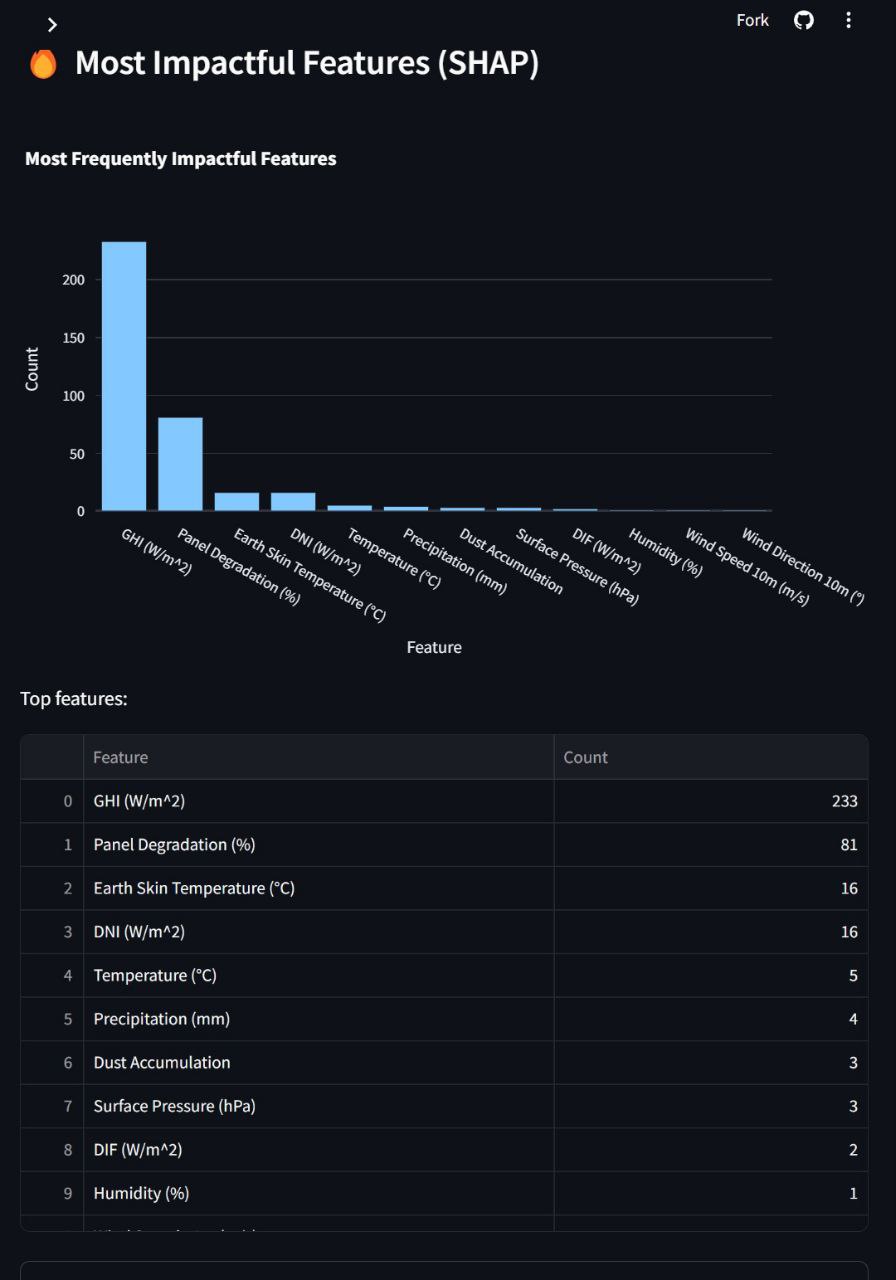 Fork
Most Impactful Features (SHAP)
Most Frequently Impactful Features
200
150
100
50
0
Count
GHI (W/m^2)
Panel Degradation (%)
Earth Skin Temperature (°C)
DNI (W/m^2)
Temperature (°C)
Precipitation (mm)
Dust Accumulation
Surface Pressure (hPa)
DIF (W/m^2)
Humidity (%)
Wind Speed 10m (m/s)
Wind Direction 10m (°)
Feature
Top features:
Feature Count
0 GHI (W/m^2) 233
1 Panel Degradation (%) 81
2 Earth Skin Temperature (°C) 16
3 DNI (W/m^2) 16
4 Temperature (°C) 5
5 Precipitation (mm) 4
6 Dust Accumulation 3
7 Surface Pressure (hPa) 3
8 DIF (W/m^2) 2
9 Humidity (%) 1